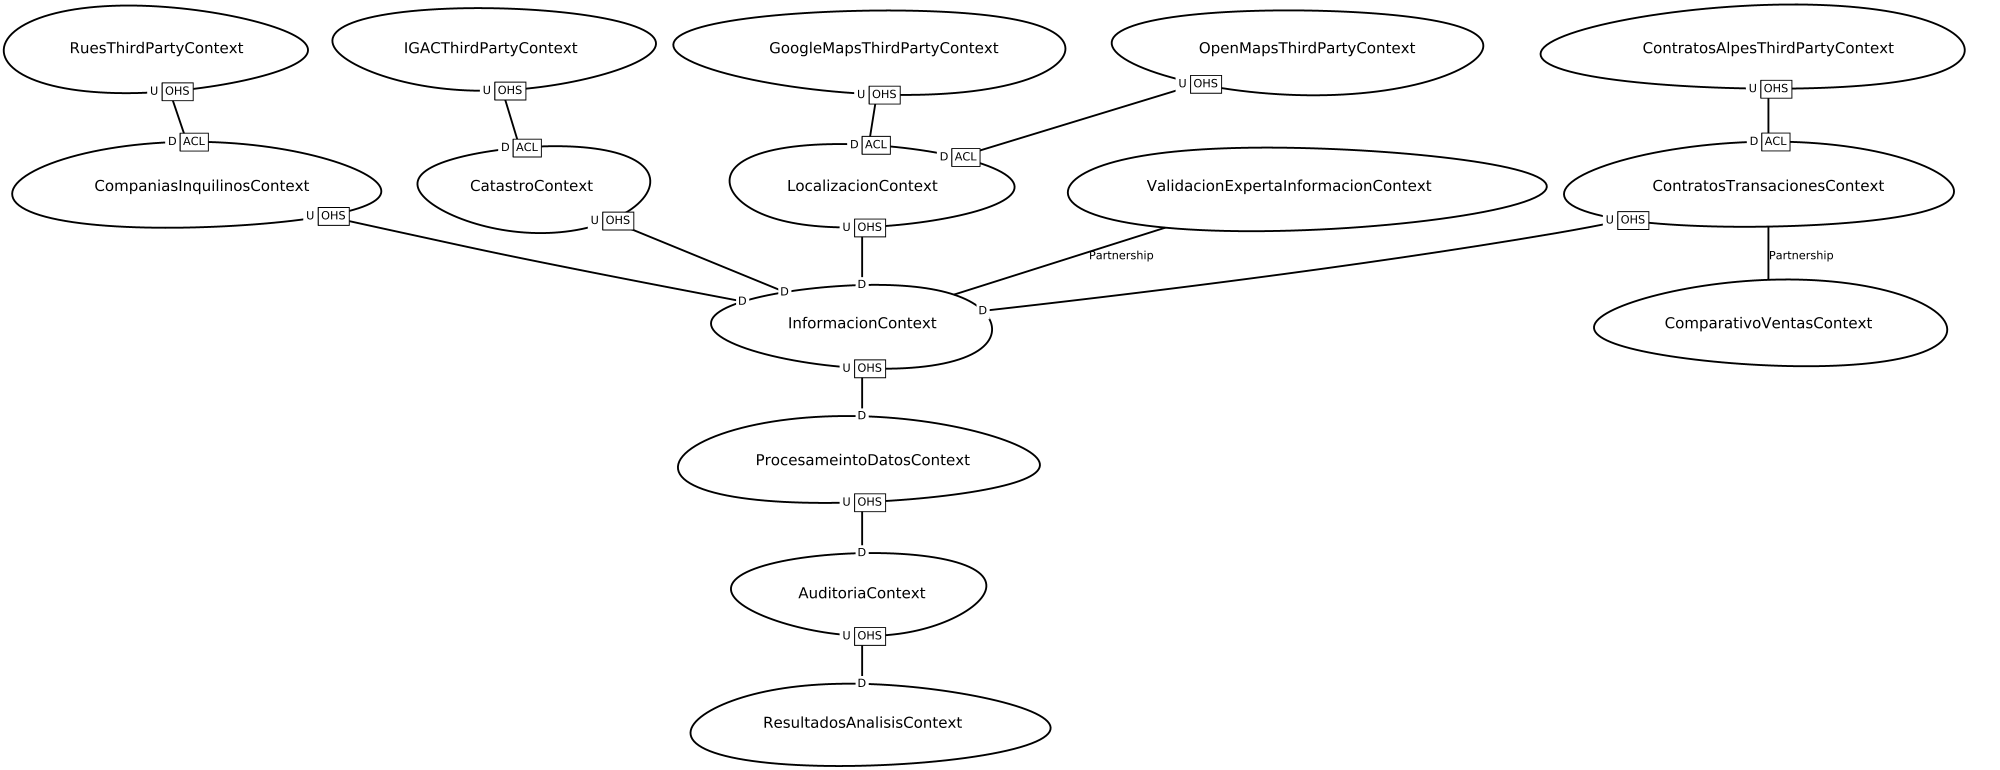 RuesThirdPartyContext
IGACThirdPartyContext
GoogleMapsThirdPartyContext
OpenMapsThirdPartyContext
ContratosAlpesThirdPartyContext
U OHS
U OHS
U OHS
U OHS
U OHS
D ACL
D ACL
D ACL
D ACL
D ACL
CompaniasInquilinosContext
CatastroContext
LocalizacionContext
ValidacionExpertaInformacionContext
ContratosTransacionesContext
U OHS
U OHS
U OHS
U OHS
Partnership
Partnership
D
D
D
D
InformacionContext
ComparativoVentasContext
U OHS
D
ProcesameintoDatosContext
U OHS
D
AuditoriaContext
U OHS
D
ResultadosAnalisisContext